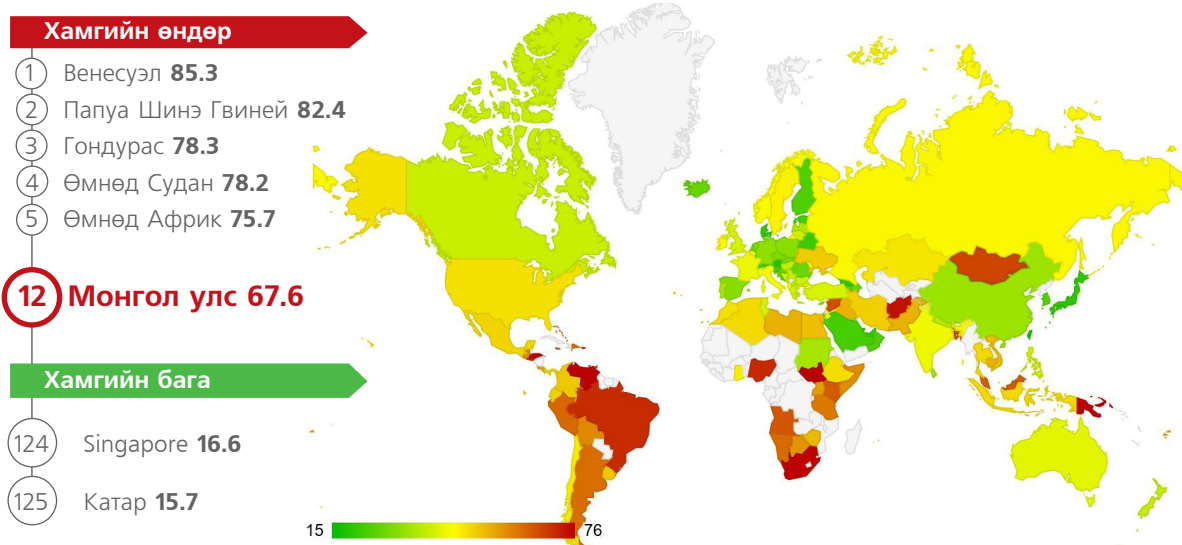 Хамгийн өндөр
1 Венесуэл 85.3
2 Папуа Шинэ Гвиней 82.4
3 Гондурас 78.3
4 Өмнөд Судан 78.2
5 Өмнөд Африк 75.7
12 Монгол улс 67.6
Хамгийн бага
124 Singapore 16.6
125 Катар 15.7
15 76